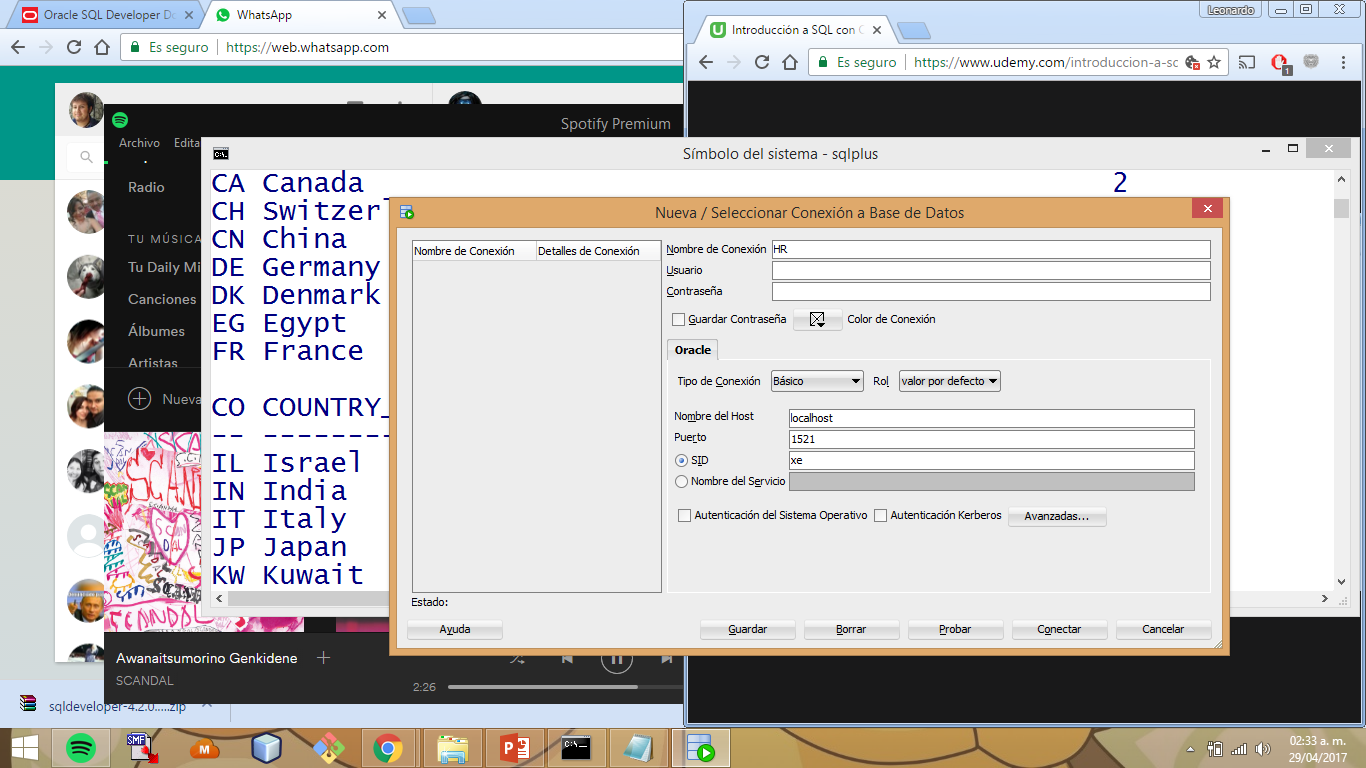 Oracle SQL Developer Do
WhatsApp
Es seguro
https://web.whatsapp.com
Leonardo
Introducción a SQL con
Es seguro
https://www.udemy.com/introduccion-a-sc
1
Spotify Premium
Archivo Edita
Radio
TU MÚSICA
Tu Daily Mi
Canciones
Álbumes
Artistas
Nueva
Awanaitsumorino Genkidene
SCANDAL
2:26
Símbolo del sistema - sqlplus
CA Canada 2
CH Switzer
CN China
DE Germany
DK Denmark
EG Egypt
FR France
CO COUNTRY_
-- --------
IL Israel
IN India
IT Italy
JP Japan
KW Kuwait
Nueva / Seleccionar Conexión a Base de Datos
Nombre de Conexión Detalles de Conexión
Nombre de Conexión HR
Usuario
Contraseña
Guardar Contraseña Color de Conexión
Oracle
Tipo de Conexión Básico Rol valor por defecto
Nombre del Host localhost
Puerto 1521
SID xe
Nombre del Servicio
Autenticación del Sistema Operativo Autenticación Kerberos Avanzadas...
Estado:
Ayuda Guardar Borrar Probar Conectar Cancelar
sqldeveloper-4.2.0.....zip
SMF
02:33 a. m.
29/04/2017